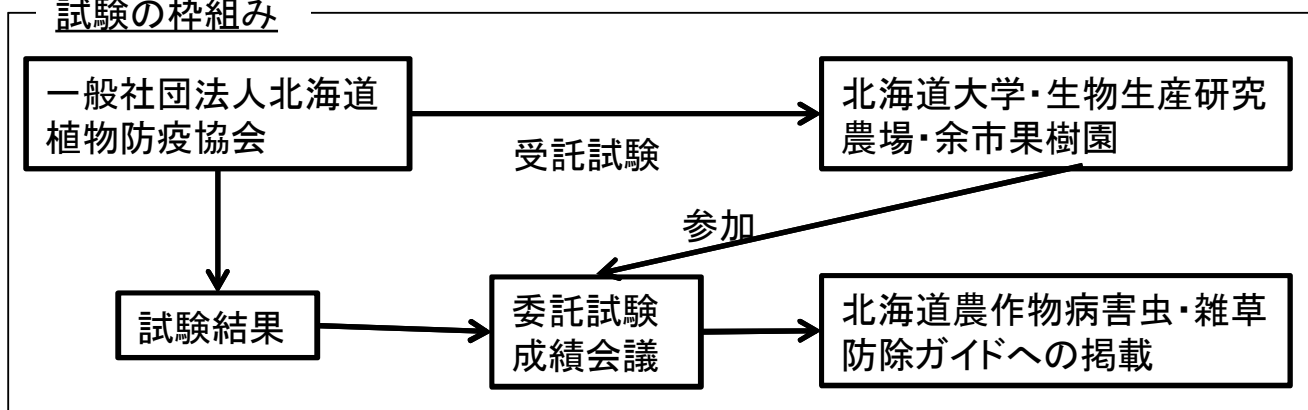 試験の枠組み
一般社団法人北海道
植物防疫協会
受託試験
北海道大学・生物生産研究
農場・余市果樹園
参加
試験結果
委託試験
成績会議
北海道農作物病害虫・雑草
防除ガイドへの掲載